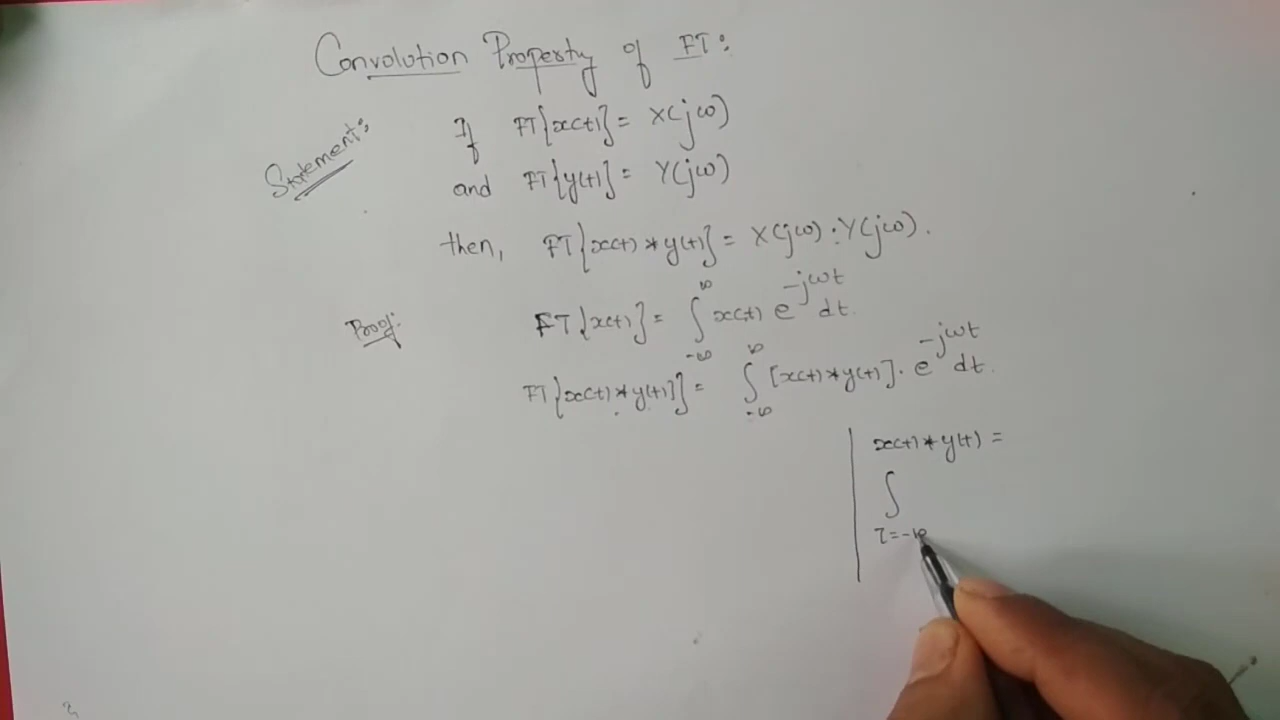 Convolution Property of FT:
Statement:
If FT{x(t)} = X(jω)
and FT{y(t)} = Y(jω)
then, FT{x(t) * y(t)} = X(jω) . Y(jω).
Proof:
FT{x(t)} = ∫_{-∞}^{∞} x(t) e^{-jωt} dt.
FT{x(t) * y(t)} = ∫_{-∞}^{∞} [x(t) * y(t)] . e^{-jωt} dt.
x(t) * y(t) =
∫
τ = -∞